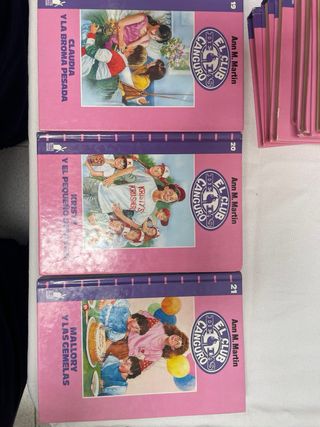 19
Ann M. Martin
EL CLUB
CANGURO
CLAUDIA
Y LA BROMA PESADA
20
Ann M. Martin
EL CLUB
CANGURO
KRISTY
Y EL PEQUEÑO
21
Ann M. Martin
EL CLUB
CANGURO
MALLORY
Y LAS GEMELAS